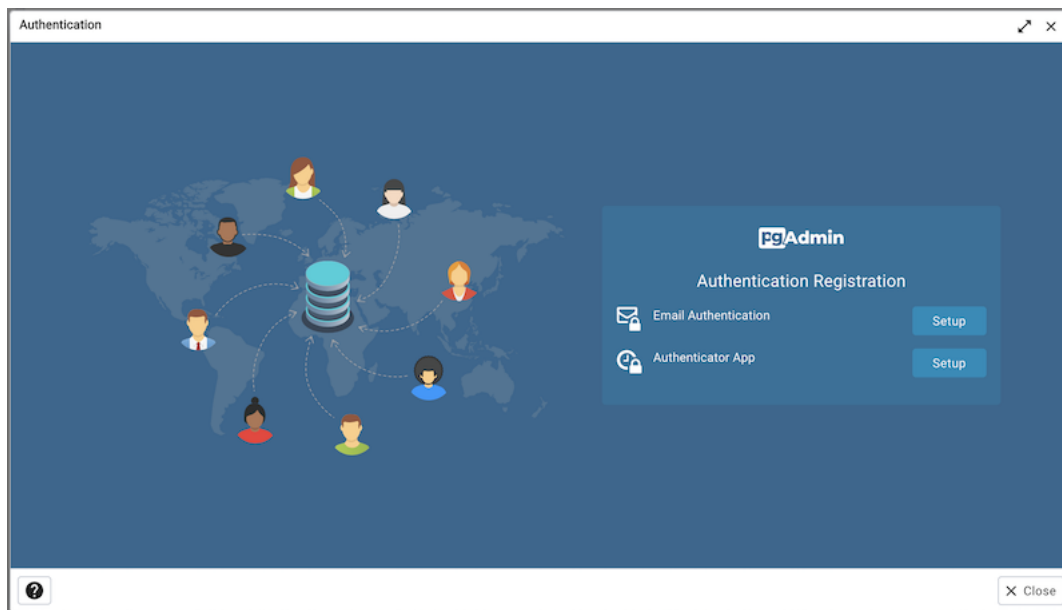 Authentication
pgAdmin
Authentication Registration
Email Authentication
Setup
Authenticator App
Setup
?
Close